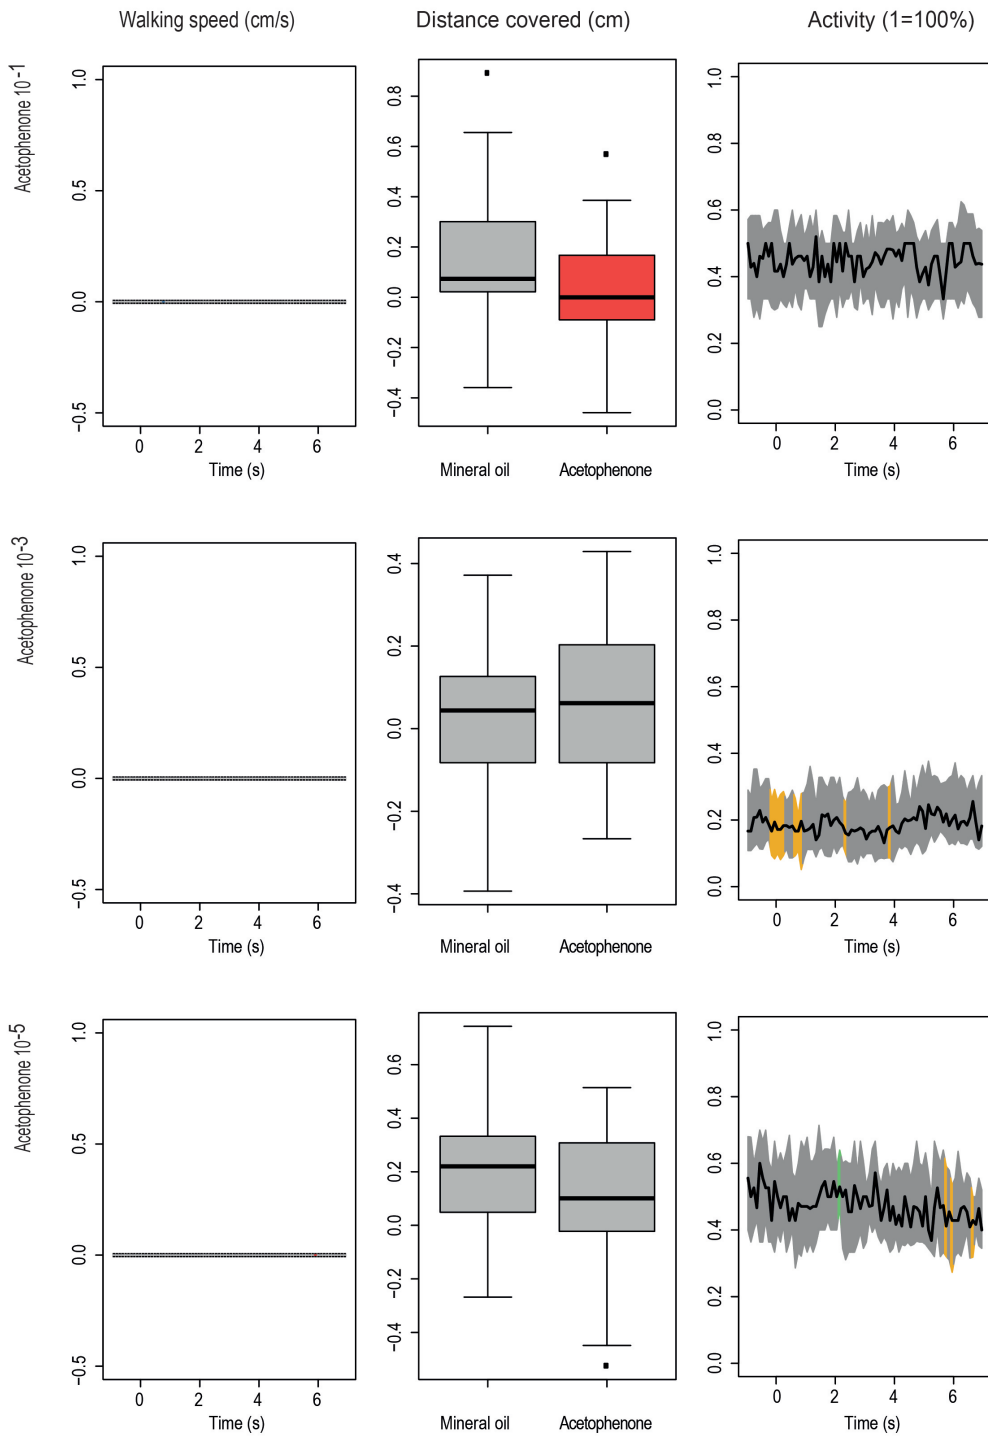 Walking speed (cm/s) Distance covered (cm) Activity (1=100%)
Acetophenone 10-1
1.0
0.5
0.0
−0.5
0 2 4 6
Time (s)
0.8
0.6
0.4
0.2
0.0
−0.2
−0.4
Mineral oil Acetophenone
1.0
0.8
0.6
0.4
0.2
0.0
0 2 4 6
Time (s)
Acetophenone 10-3
1.0
0.5
0.0
−0.5
0 2 4 6
Time (s)
0.4
0.2
0.0
−0.2
−0.4
Mineral oil Acetophenone
1.0
0.8
0.6
0.4
0.2
0.0
0 2 4 6
Time (s)
Acetophenone 10-5
1.0
0.5
0.0
−0.5
0 2 4 6
Time (s)
0.6
0.4
0.2
0.0
−0.2
−0.4
Mineral oil Acetophenone
1.0
0.8
0.6
0.4
0.2
0.0
0 2 4 6
Time (s)